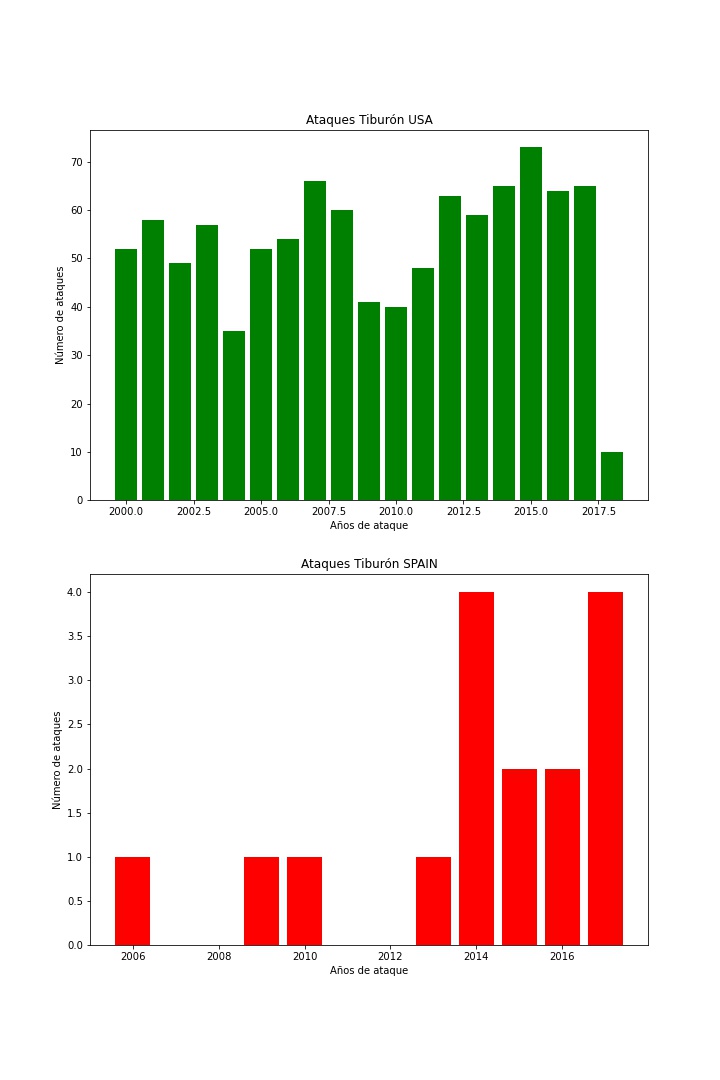 Ataques Tiburón USA
70
60
50
40
30
20
10
0
Número de ataques
2000.0 2002.5 2005.0 2007.5 2010.0 2012.5 2015.0 2017.5
Años de ataque
Ataques Tiburón SPAIN
4.0
3.5
3.0
2.5
2.0
1.5
1.0
0.5
0.0
Número de ataques
2006 2008 2010 2012 2014 2016
Años de ataque